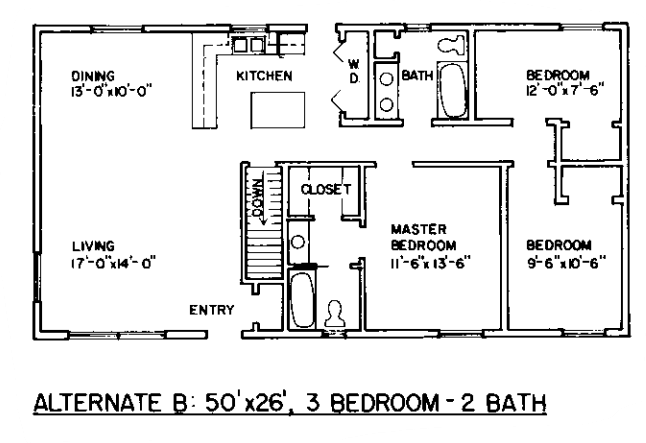 DINING
13'-0"x10'-0"
KITCHEN
W.
D.
BATH
BEDROOM
12'-0"x7'-6"
DOWN
CLOSET
LIVING
17'-0"x14'-0"
MASTER
BEDROOM
11'-6"x13'-6"
BEDROOM
9'-6"x10'-6"
ENTRY
ALTERNATE B: 50'x26', 3 BEDROOM - 2 BATH